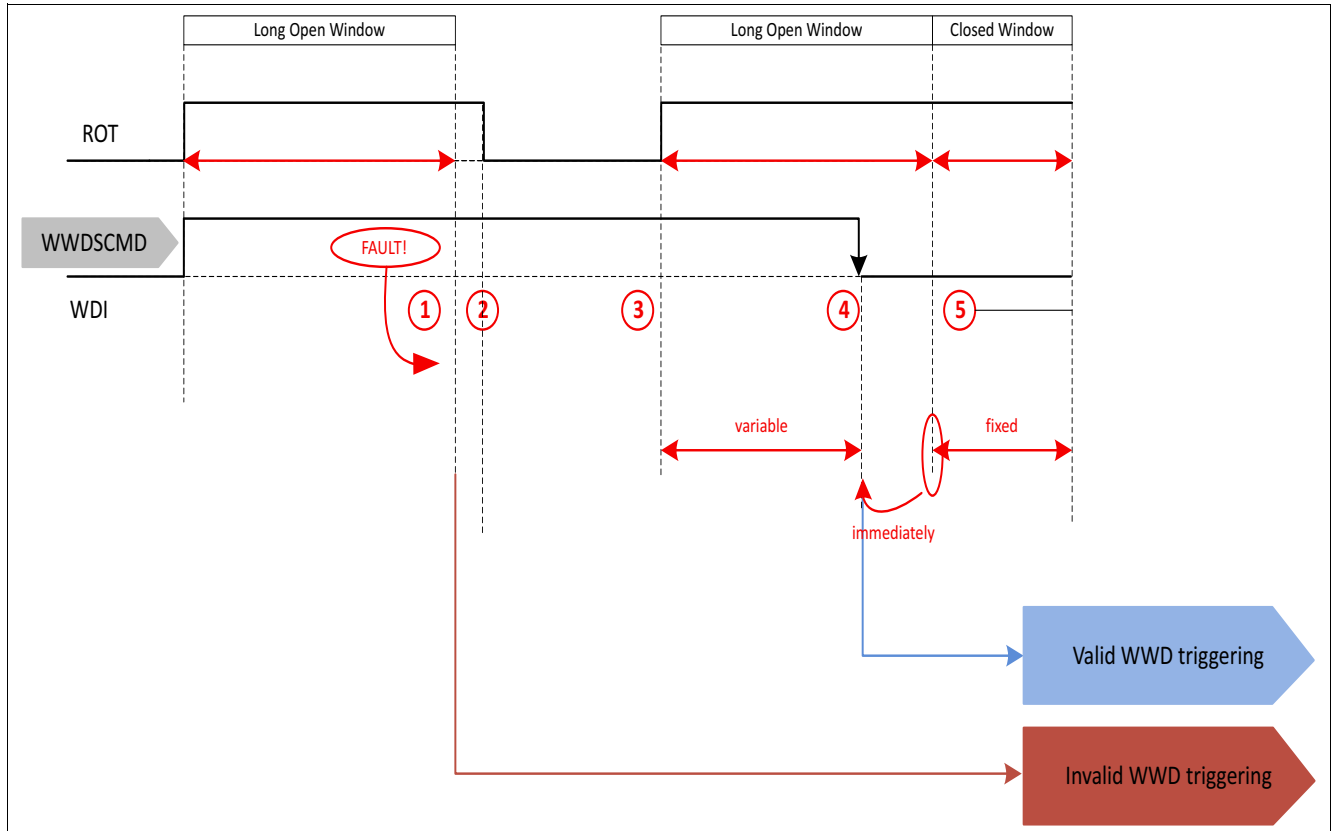 Long Open Window
Long Open Window
Closed Window
ROT
WWDSCMD
FAULT!
WDI
1
2
3
4
5
variable
fixed
immediately
Valid WWD triggering
Invalid WWD triggering